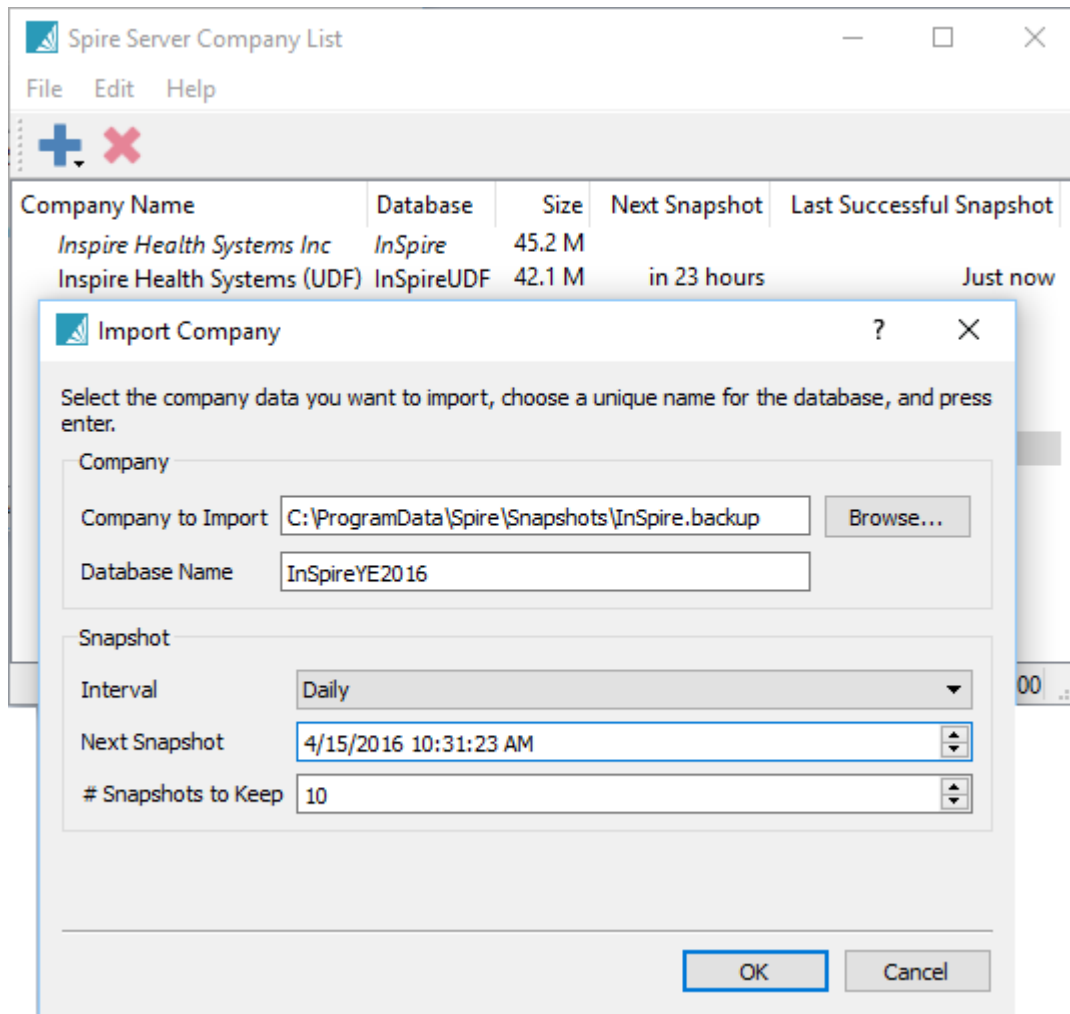 Spire Server Company List
File Edit Help
Company Name Database Size Next Snapshot Last Successful Snapshot
Inspire Health Systems Inc InSpire 45.2 M
Inspire Health Systems (UDF) InSpireUDF 42.1 M in 23 hours Just now
Import Company ?
Select the company data you want to import, choose a unique name for the database, and press
enter.
Company
Company to Import C:\ProgramData\Spire\Snapshots\InSpire.backup Browse...
Database Name InSpireYE2016
Snapshot
Interval Daily
00
Next Snapshot 4/15/2016 10:31:23 AM
# Snapshots to Keep 10
OK Cancel